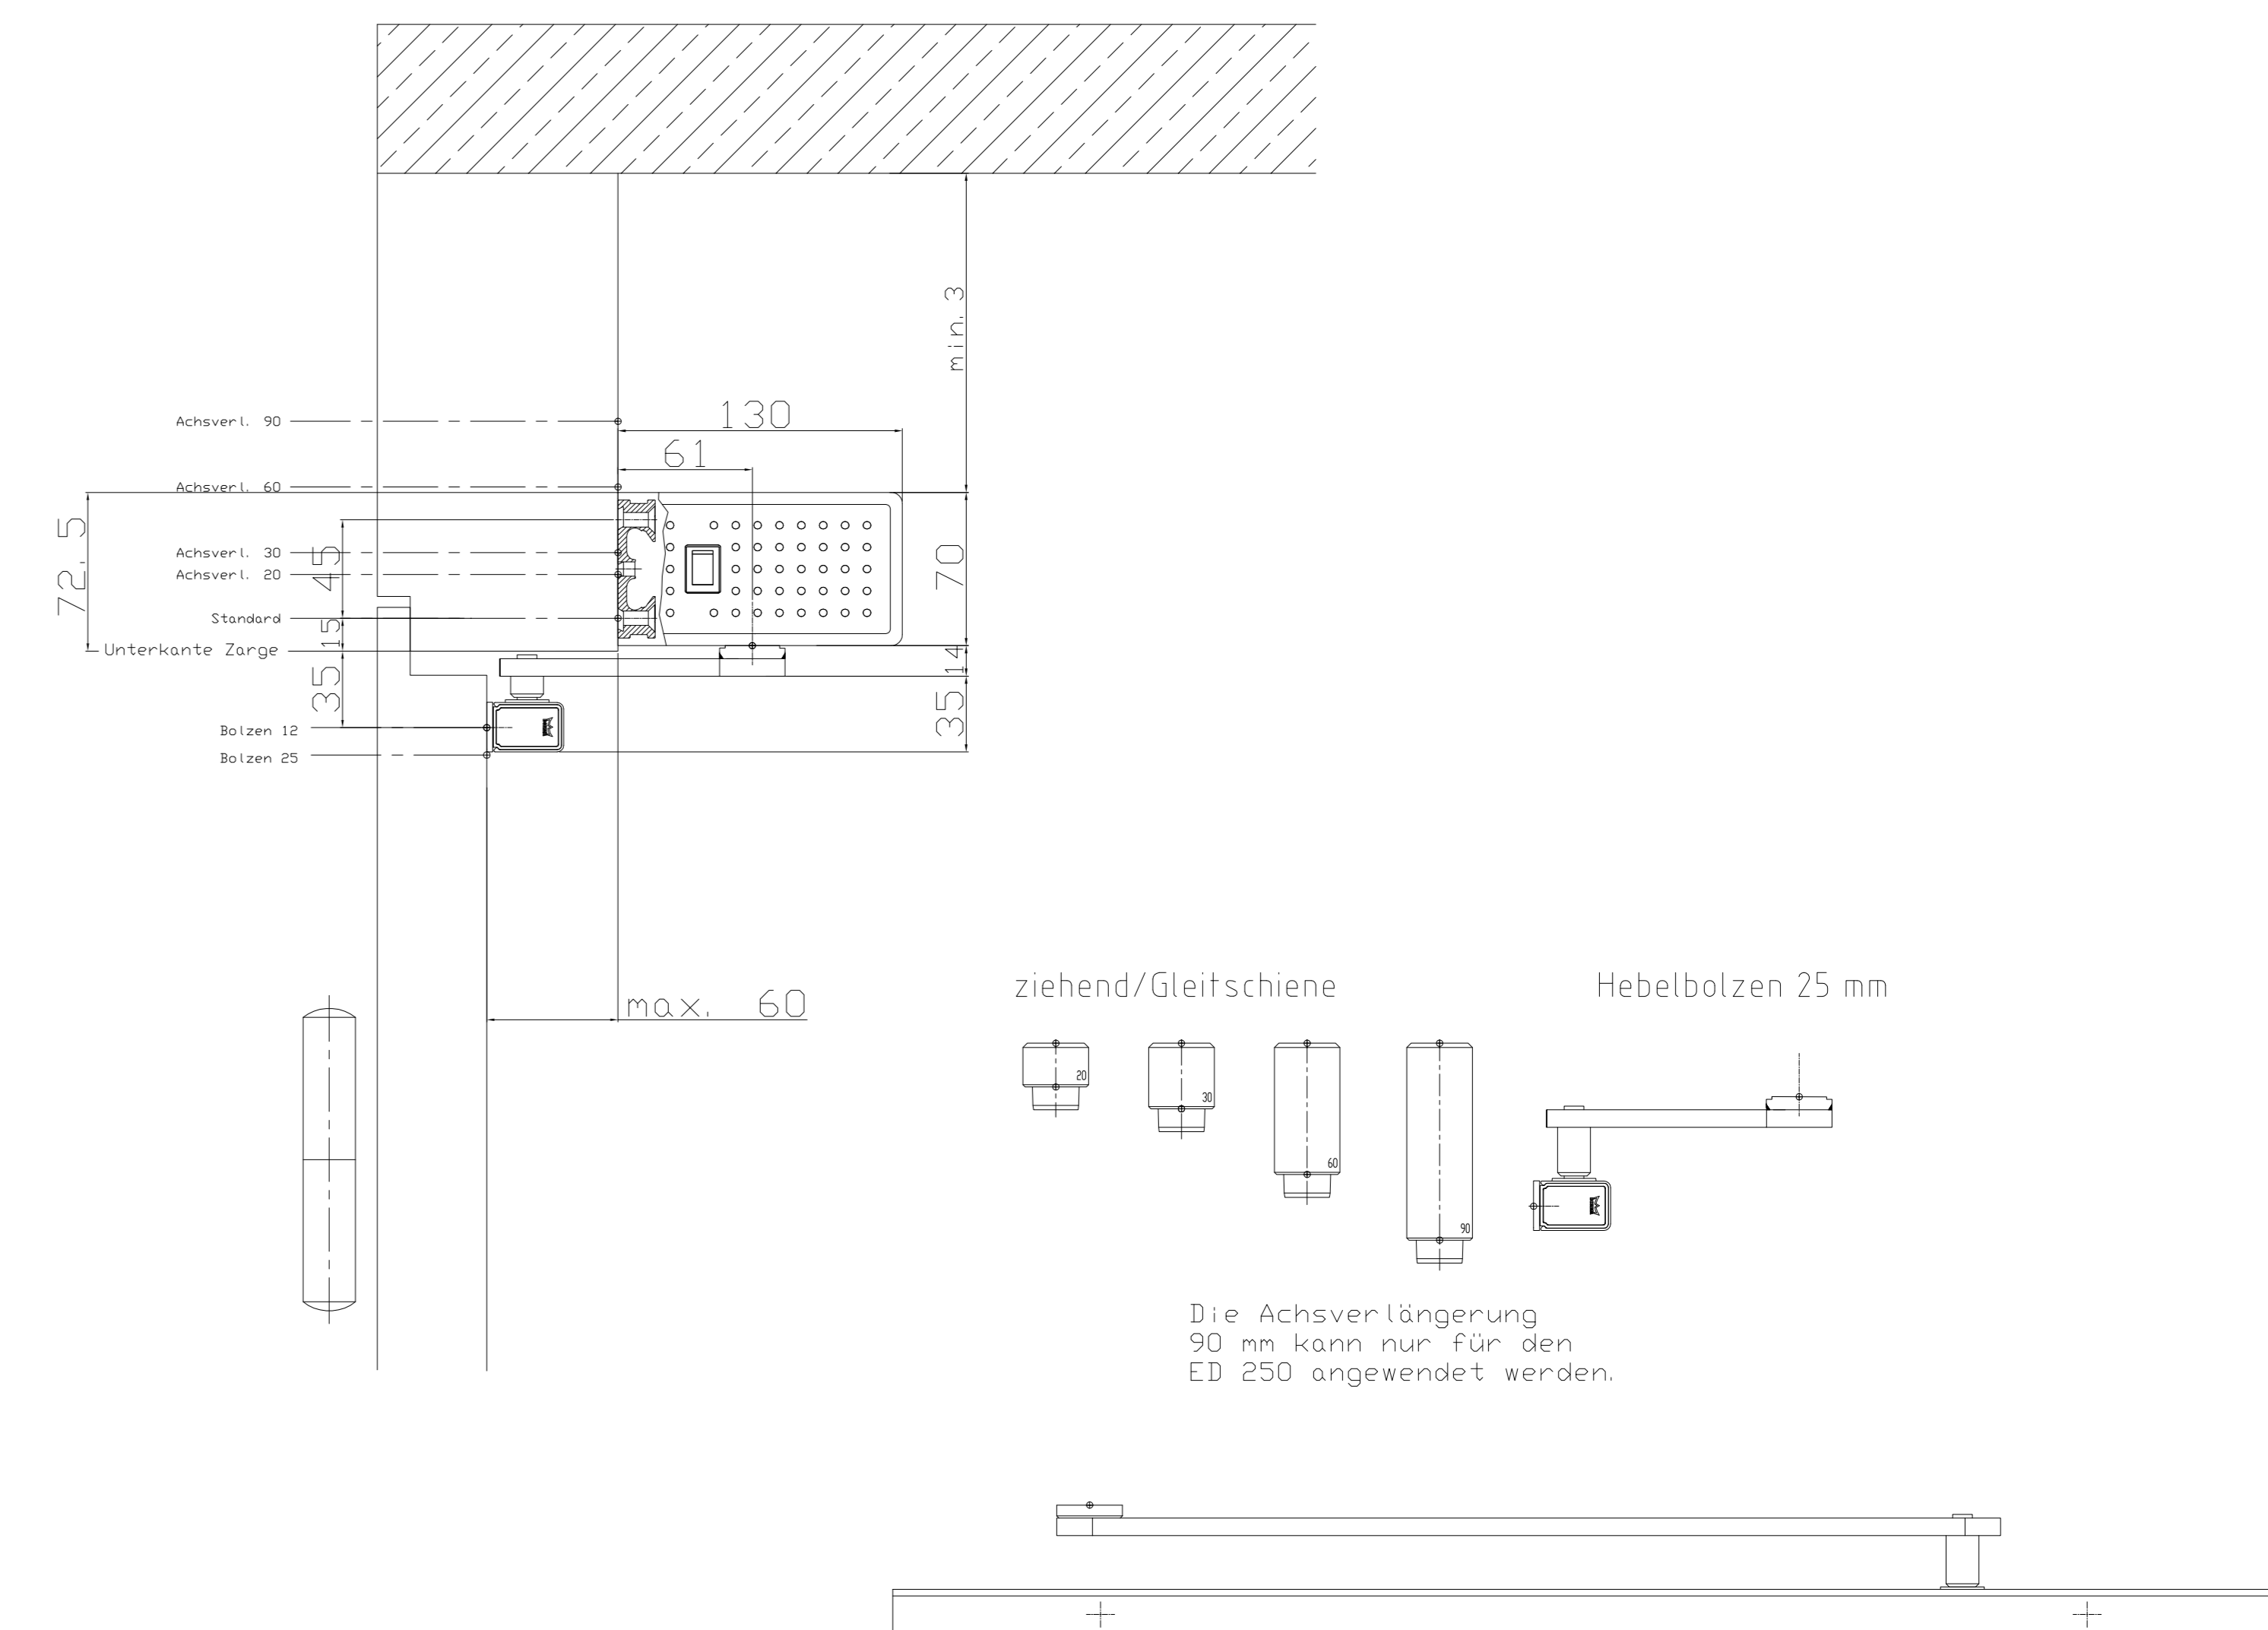 min. 3
130
61
Achsverl. 90
Achsverl. 60
72,5
45
Achsverl. 30
Achsverl. 20
70
Standard
15
Unterkante Zarge
14
35
35
Bolzen 12
Bolzen 25
max. 60
ziehend/Gleitschiene
Hebelbolzen 25 mm
20
30
60
90
Die Achsverlängerung
90 mm kann nur für den
ED 250 angewendet werden.